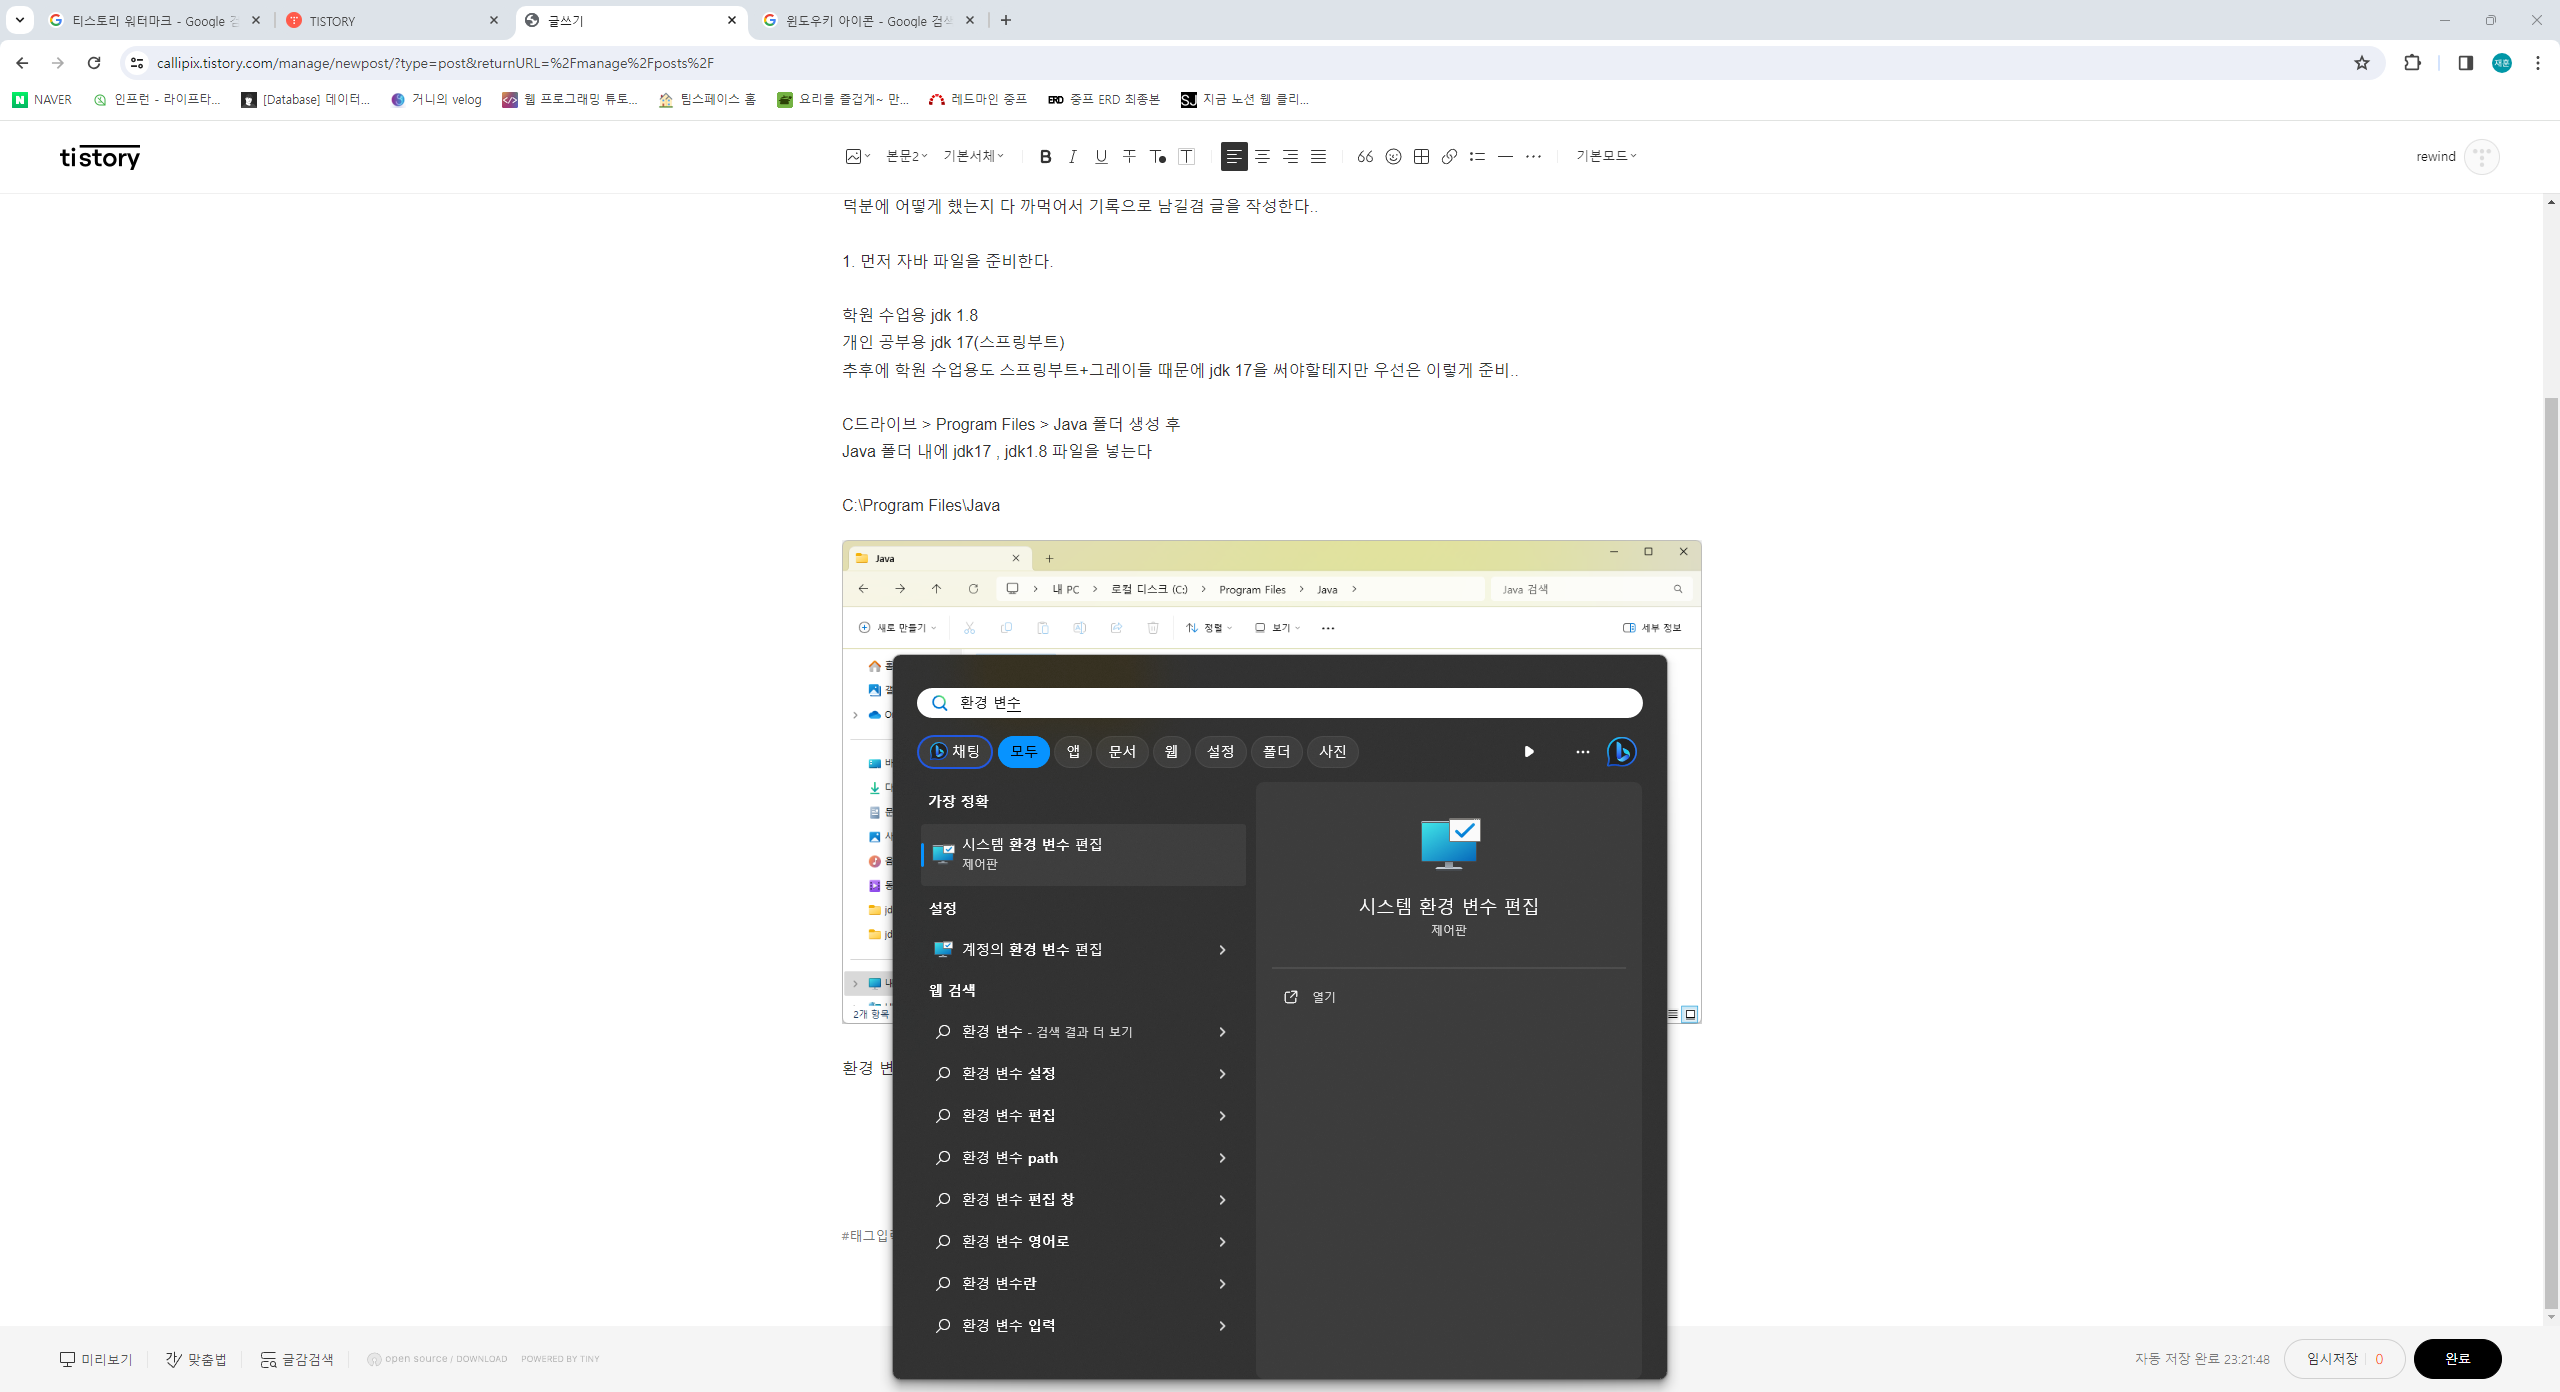 티스토리 워터마크 - Google 검
TISTORY
글쓰기
윈도우키 아이콘 - Google 검색
callipix.tistory.com/manage/newpost/?type=post&returnURL=%2Fmanage%2Fposts%2F
재훈
NAVER
인프런 - 라이프타...
[Database] 데이터...
거니의 velog
웹 프로그래밍 튜토...
팀스페이스 홈
요리를 즐겁게~ 만...
레드마인 중프
ERD 중프 ERD 최종본
SJ 지금 노션 웹 클리...
tistory
본문2
기본서체
기본모드
rewind
덕분에 어떻게 했는지 다 까먹어서 기록으로 남길겸 글을 작성한다..
1. 먼저 자바 파일을 준비한다.
학원 수업용 jdk 1.8
개인 공부용 jdk 17(스프링부트)
추후에 학원 수업용도 스프링부트+그레이들 때문에 jdk 17을 써야할테지만 우선은 이렇게 준비..
C드라이브 > Program Files > Java 폴더 생성 후
Java 폴더 내에 jdk17 , jdk1.8 파일을 넣는다
C:\Program Files\Java
Java
내 PC > 로컬 디스크 (C:) > Program Files > Java >
Java 검색
새로 만들기
정렬
보기
세부 정보
환경 변수
채팅
모두
앱
문서
웹
설정
폴더
사진
가장 정확
시스템 환경 변수 편집
제어판
설정
계정의 환경 변수 편집
웹 검색
환경 변수 - 검색 결과 더 보기
환경 변수 설정
환경 변수 편집
환경 변수 path
환경 변수 편집 창
환경 변수 영어로
환경 변수란
환경 변수 입력
시스템 환경 변수 편집
제어판
열기
2개 항목
환경 변
#태그입력
미리보기
맞춤법
글감검색
open source / DOWNLOAD
POWERED BY TINY
자동 저장 완료 23:21:48
임시저장 | 0
완료